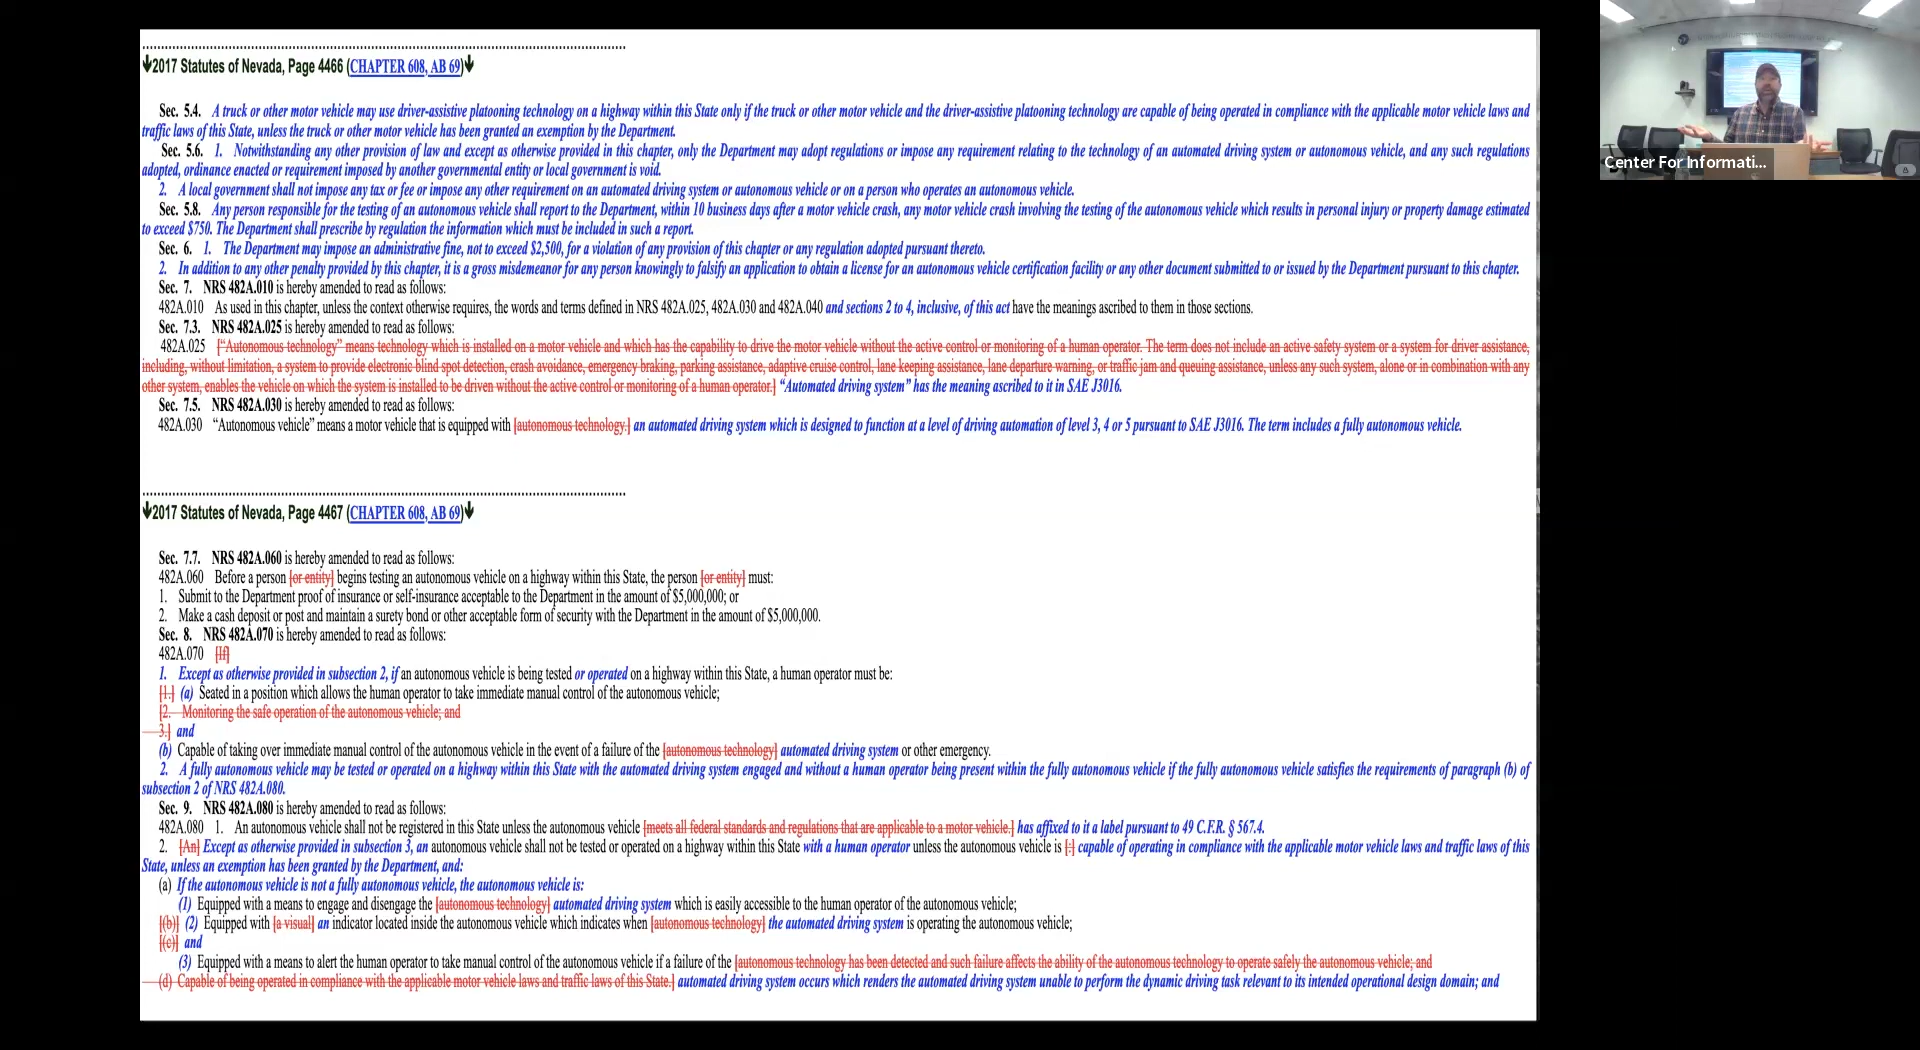 2017 Statutes of Nevada, Page 4466 (CHAPTER 608, AB 69)
Sec. 5.4. A truck or other motor vehicle may use driver-assistive platooning technology on a highway within this State only if the truck or other motor vehicle and the driver-assistive platooning technology are capable of being operated in compliance with the applicable motor vehicle laws and
traffic laws of this State, unless the truck or other motor vehicle has been granted an exemption by the Department.
Sec. 5.6. 1. Notwithstanding any other provision of law and except as otherwise provided in this chapter, only the Department may adopt regulations or impose any requirement relating to the technology of an automated driving system or autonomous vehicle, and any such regulations
adopted, ordinance enacted or requirement imposed by another governmental entity or local government is void.
2. A local government shall not impose any tax or fee or impose any other requirement on an automated driving system or autonomous vehicle or on a person who operates an autonomous vehicle.
Sec. 5.8. Any person responsible for the testing of an autonomous vehicle shall report to the Department, within 10 business days after a motor vehicle crash, any motor vehicle crash involving the testing of the autonomous vehicle which results in personal injury or property damage estimated
to exceed $750. The Department shall prescribe by regulation the information which must be included in such a report.
Sec. 6. 1. The Department may impose an administrative fine, not to exceed $2,500, for a violation of any provision of this chapter or any regulation adopted pursuant thereto.
2. In addition to any other penalty provided by this chapter, it is a gross misdemeanor for any person knowingly to falsify an application to obtain a license for an autonomous vehicle certification facility or any other document submitted to or issued by the Department pursuant to this chapter.
Sec. 7. NRS 482A.010 is hereby amended to read as follows:
482A.010 As used in this chapter, unless the context otherwise requires, the words and terms defined in NRS 482A.025, 482A.030 and 482A.040 and sections 2 to 4, inclusive, of this act have the meanings ascribed to them in those sections.
Sec. 7.3. NRS 482A.025 is hereby amended to read as follows:
482A.025 [“Autonomous technology” means technology which is installed on a motor vehicle and which has the capability to drive the motor vehicle without the active control or monitoring of a human operator. The term does not include an active safety system or a system for driver assistance,
including, without limitation, a system to provide electronic blind spot detection, crash avoidance, emergency braking, parking assistance, adaptive cruise control, lane keeping assistance, lane departure warning, or traffic jam and queuing assistance, unless any such system, alone or in combination with any
other system, enables the vehicle on which the system is installed to be driven without the active control or monitoring of a human operator.] “Automated driving system” has the meaning ascribed to it in SAE J3016.
Sec. 7.5. NRS 482A.030 is hereby amended to read as follows:
482A.030 “Autonomous vehicle” means a motor vehicle that is equipped with [autonomous technology.] an automated driving system which is designed to function at a level of driving automation of level 3, 4 or 5 pursuant to SAE J3016. The term includes a fully autonomous vehicle.
2017 Statutes of Nevada, Page 4467 (CHAPTER 608, AB 69)
Sec. 7.7. NRS 482A.060 is hereby amended to read as follows:
482A.060 Before a person [or entity] begins testing an autonomous vehicle on a highway within this State, the person [or entity] must:
1. Submit to the Department proof of insurance or self-insurance acceptable to the Department in the amount of $5,000,000; or
2. Make a cash deposit or post and maintain a surety bond or other acceptable form of security with the Department in the amount of $5,000,000.
Sec. 8. NRS 482A.070 is hereby amended to read as follows:
482A.070 [If]
1. Except as otherwise provided in subsection 2, if an autonomous vehicle is being tested or operated on a highway within this State, a human operator must be:
[1.] (a) Seated in a position which allows the human operator to take immediate manual control of the autonomous vehicle;
[2. Monitoring the safe operation of the autonomous vehicle; and
3.] and
(b) Capable of taking over immediate manual control of the autonomous vehicle in the event of a failure of the [autonomous technology] automated driving system or other emergency.
2. A fully autonomous vehicle may be tested or operated on a highway within this State with the automated driving system engaged and without a human operator being present within the fully autonomous vehicle if the fully autonomous vehicle satisfies the requirements of paragraph (b) of
subsection 2 of NRS 482A.080.
Sec. 9. NRS 482A.080 is hereby amended to read as follows:
482A.080 1. An autonomous vehicle shall not be registered in this State unless the autonomous vehicle [meets all federal standards and regulations that are applicable to a motor vehicle.] has affixed to it a label pursuant to 49 C.F.R. § 567.4.
2. [An] Except as otherwise provided in subsection 3, an autonomous vehicle shall not be tested or operated on a highway within this State with a human operator unless the autonomous vehicle is [:] capable of operating in compliance with the applicable motor vehicle laws and traffic laws of this
State, unless an exemption has been granted by the Department, and:
(a) If the autonomous vehicle is not a fully autonomous vehicle, the autonomous vehicle is:
(1) Equipped with a means to engage and disengage the [autonomous technology] automated driving system which is easily accessible to the human operator of the autonomous vehicle;
[(b)] (2) Equipped with [a visual] an indicator located inside the autonomous vehicle which indicates when [autonomous technology] the automated driving system is operating the autonomous vehicle;
[(c)] and
(3) Equipped with a means to alert the human operator to take manual control of the autonomous vehicle if a failure of the [autonomous technology has been detected and such failure affects the ability of the autonomous technology to operate safely the autonomous vehicle; and
(d) Capable of being operated in compliance with the applicable motor vehicle laws and traffic laws of this State.] automated driving system occurs which renders the automated driving system unable to perform the dynamic driving task relevant to its intended operational design domain; and
Center For Informati...